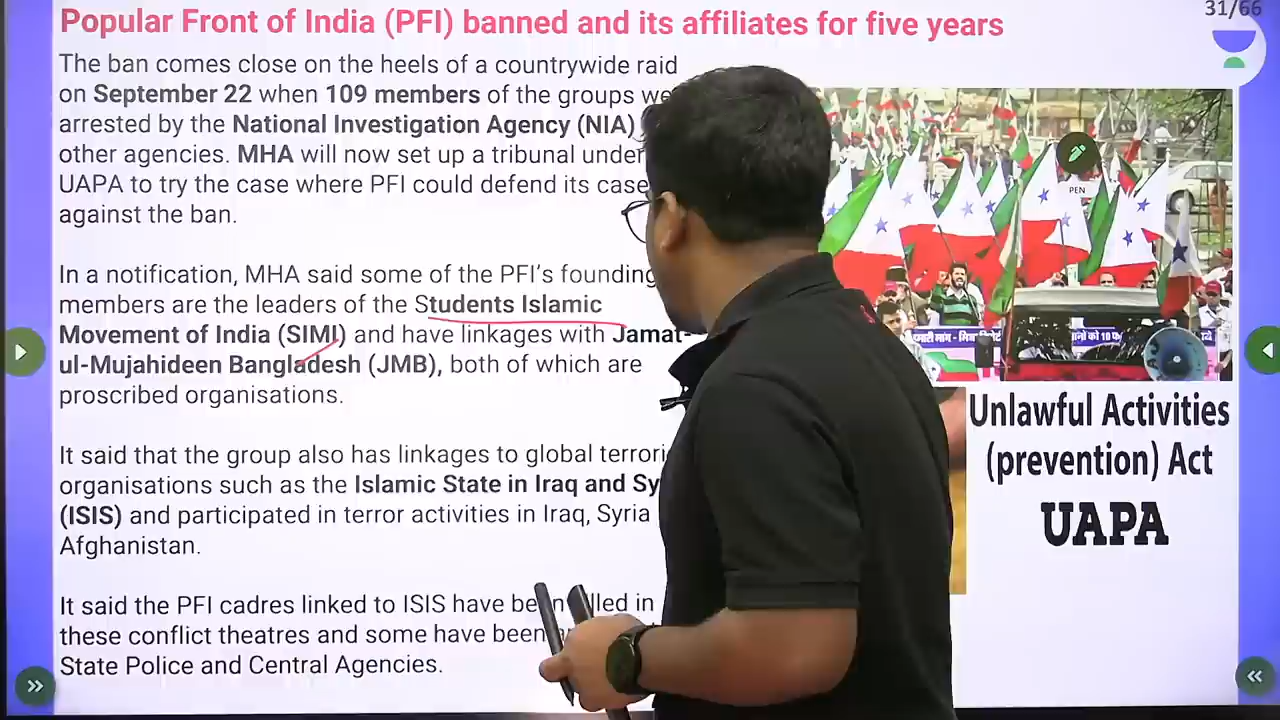 Popular Front of India (PFI) banned and its affiliates for five years
31/66
The ban comes close on the heels of a countrywide raid
on September 22 when 109 members of the groups
arrested by the National Investigation Agency (NIA)
other agencies. MHA will now set up a tribunal under
UAPA to try the case where PFI could defend its case
against the ban.
In a notification, MHA said some of the PFI's founding
members are the leaders of the Students Islamic
Movement of India (SIMI) and have linkages with Jamat-
ul-Mujahideen Bangladesh (JMB), both of which are
proscribed organisations.
It said that the group also has linkages to global
organisations such as the Islamic State in Iraq and
(ISIS) and participated in terror activities in Iraq, Syria
Afghanistan.
It said the PFI cadres linked to ISIS have in
these conflict theatres and some have been
State Police and Central Agencies.
PEN
Unlawful Activities
(prevention) Act
UAPA